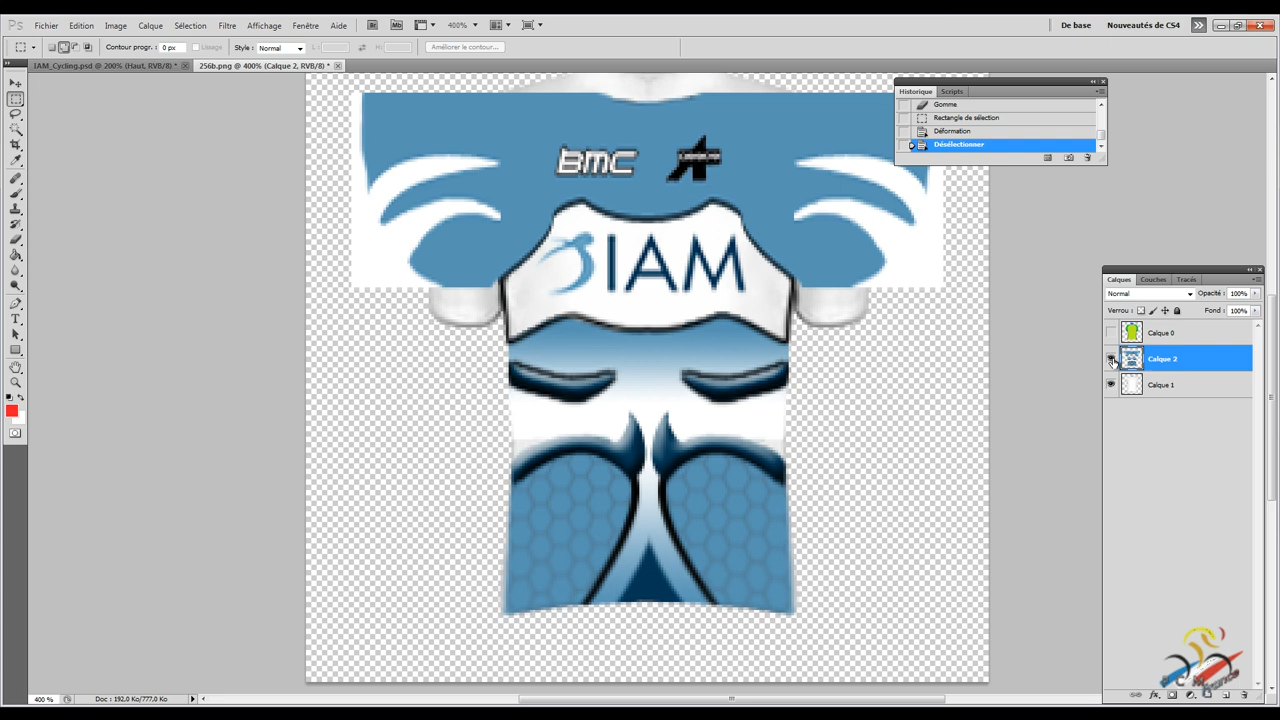 Ps Fichier Edition Image Calque Sélection Filtre Affichage Fenêtre Aide Br Mb 400% De base Nouveautés de CS4
Contour progr. : 0 px Lissage Style : Normal L : H : Améliorer le contour...
IAM_Cycling.psd @ 200% (Haut, RVB/8) * 256b.png @ 400% (Calque 2, RVB/8) *
Historique Scripts
Gomme
Rectangle de sélection
Déformation
Désélectionner
BMC
IAM
Calques Couches Tracés
Normal Opacité : 100%
Verrou : Fond : 100%
Calque 0
Calque 2
Calque 1
400 % Doc : 192,0 Ko/777,0 Ko